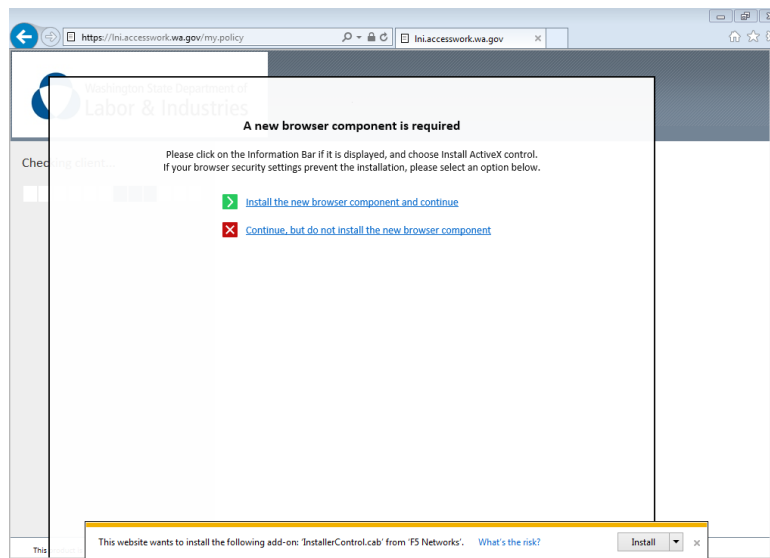 https://lni.accesswork.wa.gov/my.policy
lni.accesswork.wa.gov
Washington State Department of
Labor & Industries
A new browser component is required
Checking client...
Please click on the Information Bar if it is displayed, and choose Install ActiveX control.
If your browser security settings prevent the installation, please select an option below.
Install the new browser component and continue
Continue, but do not install the new browser component
This website wants to install the following add-on: 'InstallerControl.cab' from 'F5 Networks'. What's the risk? Install
This